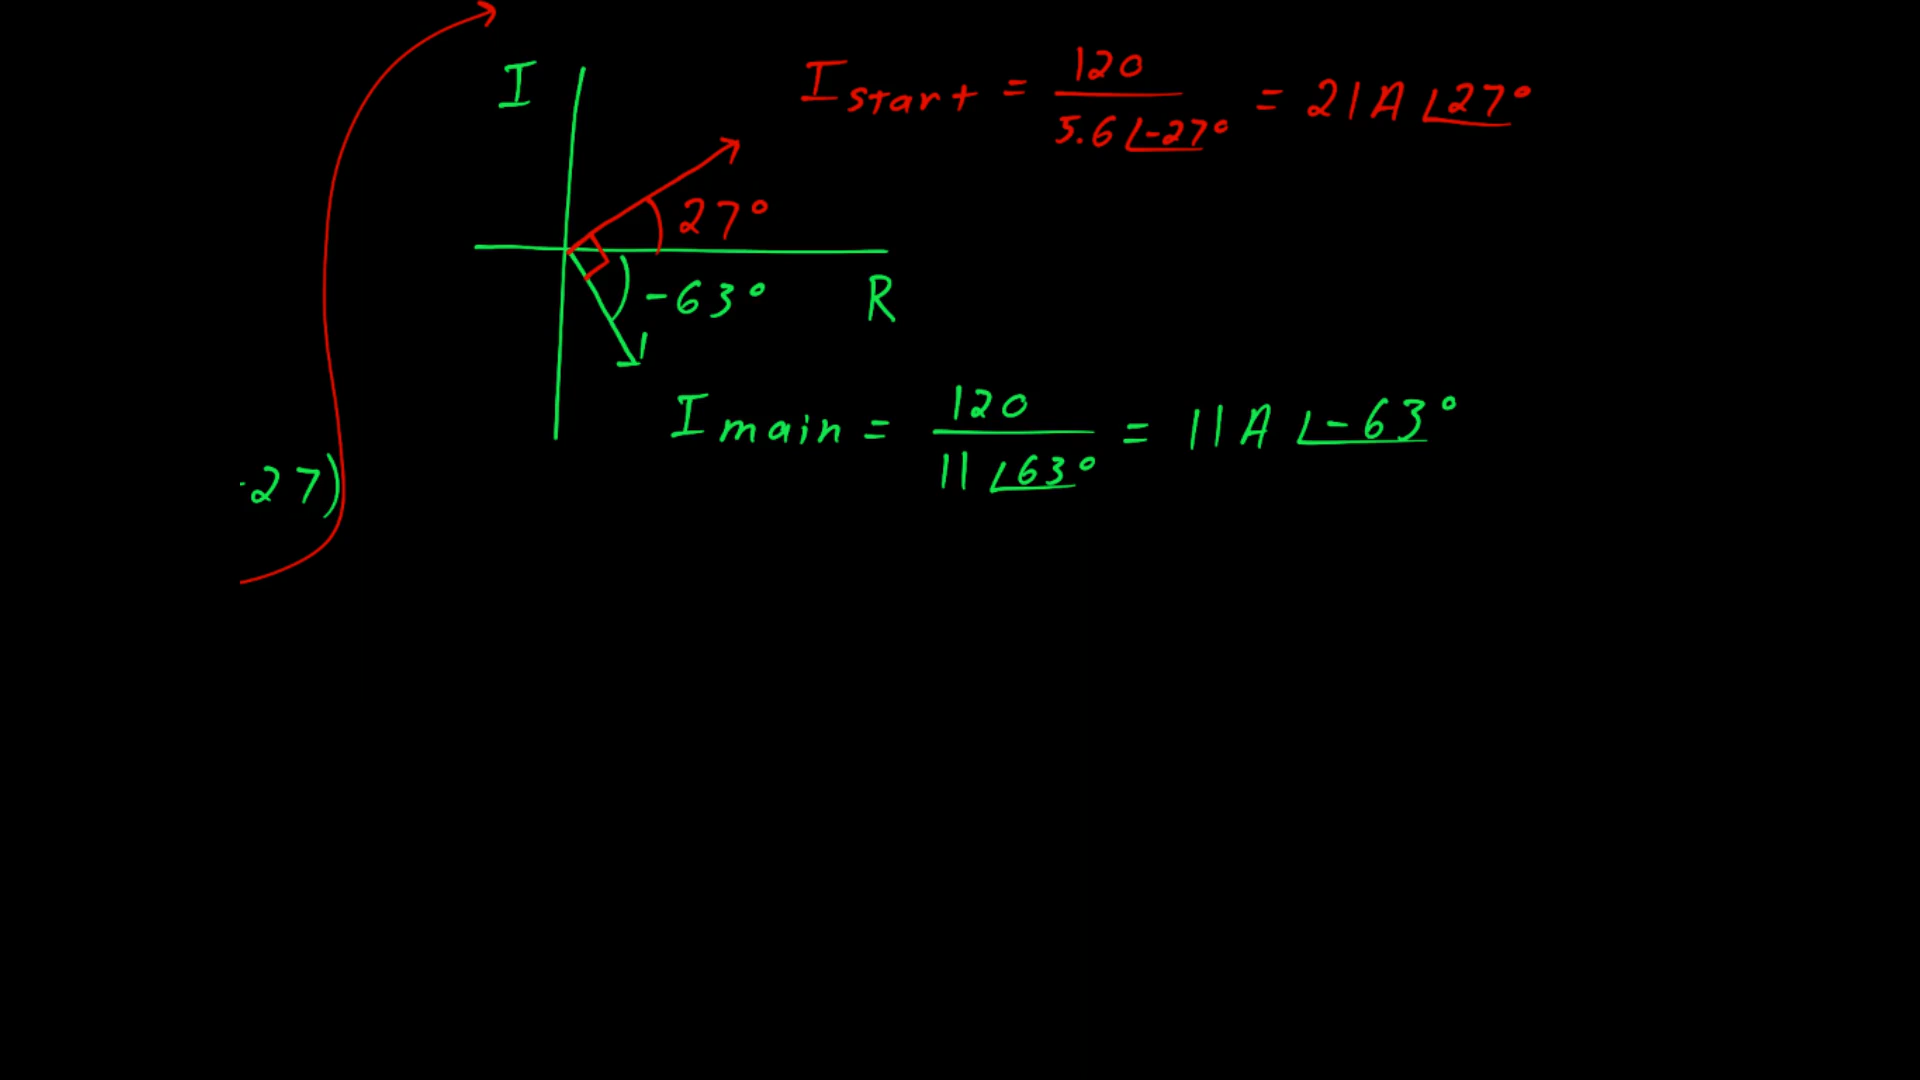 I
I start = 120 / 5.6 ∠-27° = 21A ∠27°
27°
-63°
R
I main = 120 / 11 ∠63° = 11A ∠-63°
-27)